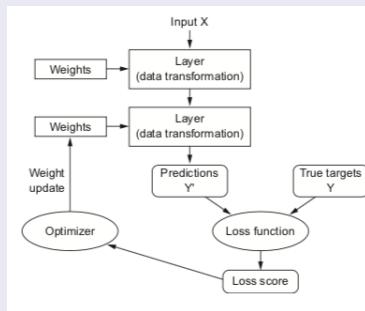 Input X
Layer
(data transformation)
Weights
Layer
(data transformation)
Weights
Weight
update
Predictions
Y'
True targets
Y
Optimizer
Loss function
Loss score